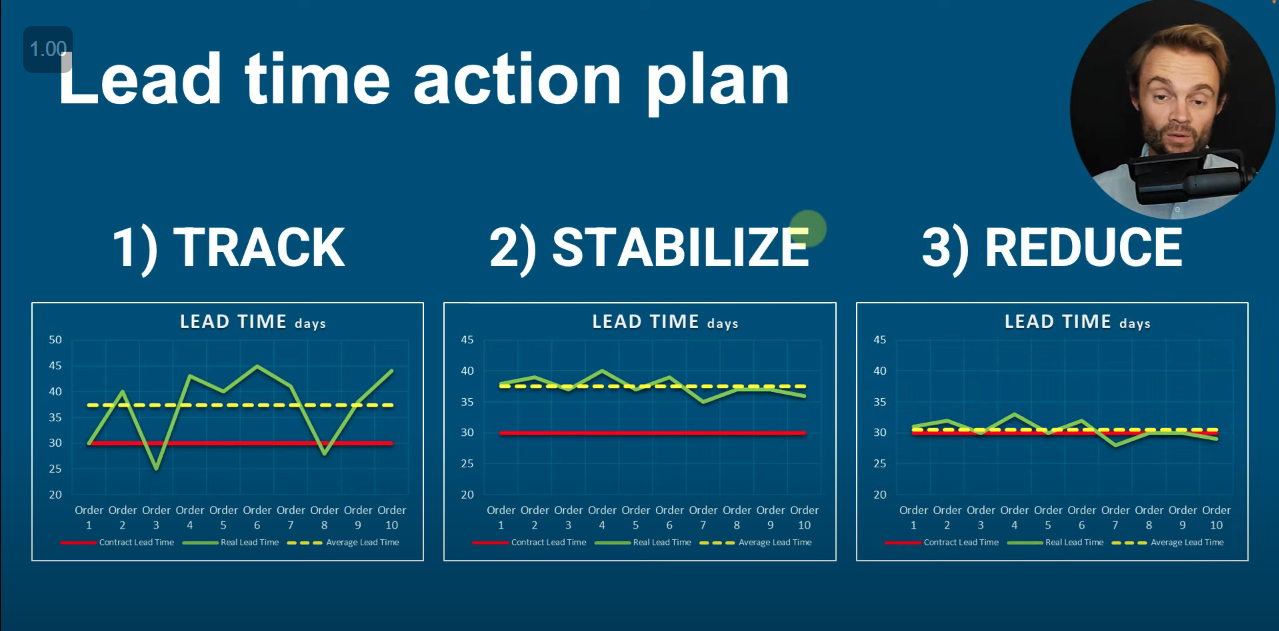 1.00
Lead time action plan
1) TRACK
2) STABILIZE
3) REDUCE
LEAD TIME days
50
45
40
35
30
25
20
Order 1 Order 2 Order 3 Order 4 Order 5 Order 6 Order 7 Order 8 Order 9 Order 10
Contract Lead Time Real Lead Time Average Lead Time
LEAD TIME days
45
40
35
30
25
20
Order 1 Order 2 Order 3 Order 4 Order 5 Order 6 Order 7 Order 8 Order 9 Order 10
Contract Lead Time Real Lead Time Average Lead Time
LEAD TIME days
45
40
35
30
25
20
Order 1 Order 2 Order 3 Order 4 Order 5 Order 6 Order 7 Order 8 Order 9 Order 10
Contract Lead Time Real Lead Time Average Lead Time